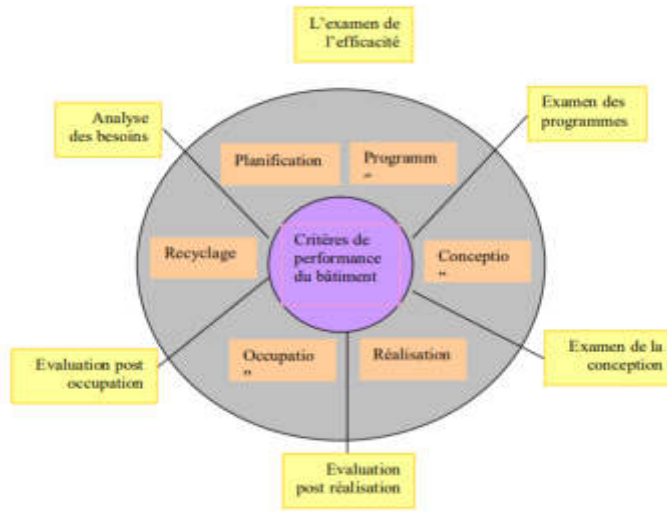 L'examen de
l'efficacité
Analyse
des besoins
Examen des
programmes
Planification
Programm
Recyclage
Critères de
performance
du bâtiment
Conceptio
Evaluation post
occupation
Occupatio
Réalisation
Examen de la
conception
Evaluation
post réalisation